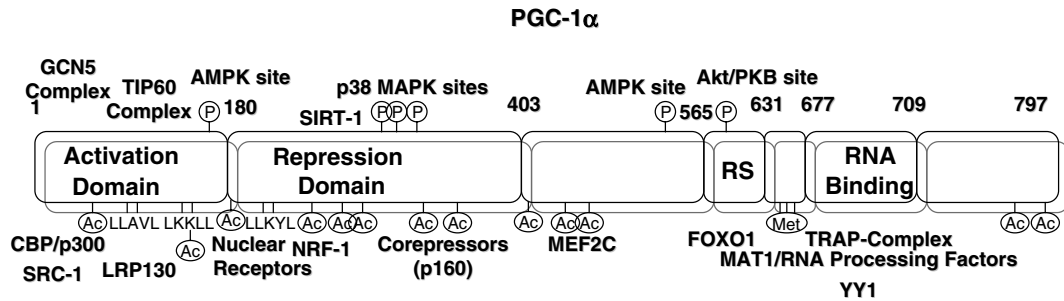 PGC-1α
GCN5
Complex
TIP60
Complex
AMPK site
p38 MAPK sites
SIRT-1
AMPK site
Akt/PKB site
1
180
403
565
631
677
709
797
P
P
P
P
P
P
Activation
Domain
Repression
Domain
RS
RNA
Binding
Ac
LLAVL
LKKLL
Ac
Ac
LLKYL
Ac
Ac
Ac
Ac
Ac
Ac
Ac
Ac
Met
Ac
Ac
CBP/p300
SRC-1
LRP130
Nuclear
Receptors
NRF-1
Corepressors
(p160)
MEF2C
FOXO1
TRAP-Complex
MAT1/RNA Processing Factors
YY1